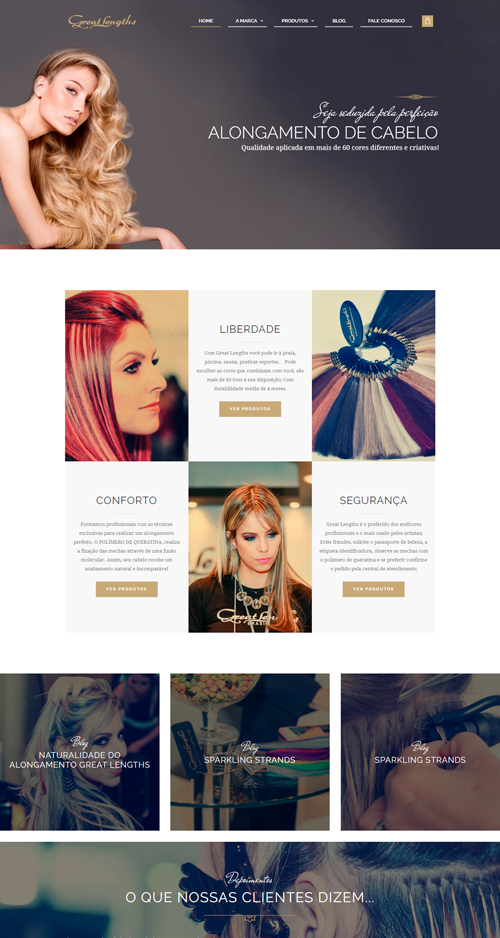 Great Lengths
HOME
A MARCA
PRODUTOS
BLOG
FALE CONOSCO
Seja seduzida pela perfeição
ALONGAMENTO DE CABELO
Qualidade aplicada em mais de 60 cores diferentes e criativas!
LIBERDADE
Com Great Lengths você pode ir à praia,
piscina, sauna, praticar esportes… Pode
escolher as cores que combinam com você, são
mais de 60 tons à sua disposição; Com
durabilidade média de 4 meses.
VER PRODUTOS
CONFORTO
Formamos profissionais com as técnicas
exclusivas para realizar um alongamento
perfeito. O POLÍMERO DE QUERATINA, realiza
a fixação das mechas através de uma fusão
molecular. Assim, seu cabelo recebe um
acabamento natural e incomparável
VER PRODUTOS
Great Len
SEGURANÇA
Great Lengths é o preferido dos melhores
profissionais e o mais usado pelos artistas;
Evite fraudes, solicite o passaporte de beleza, a
etiqueta identificadora, observe as mechas com
o polímero de queratina e se preferir confirme
o pedido pela central de atendimento;
VER PRODUTOS
Blog
NATURALIDADE DO
ALONGAMENTO GREAT LENGTHS
Blog
SPARKLING STRANDS
Blog
SPARKLING STRANDS
Depoimentos
O QUE NOSSAS CLIENTES DIZEM...